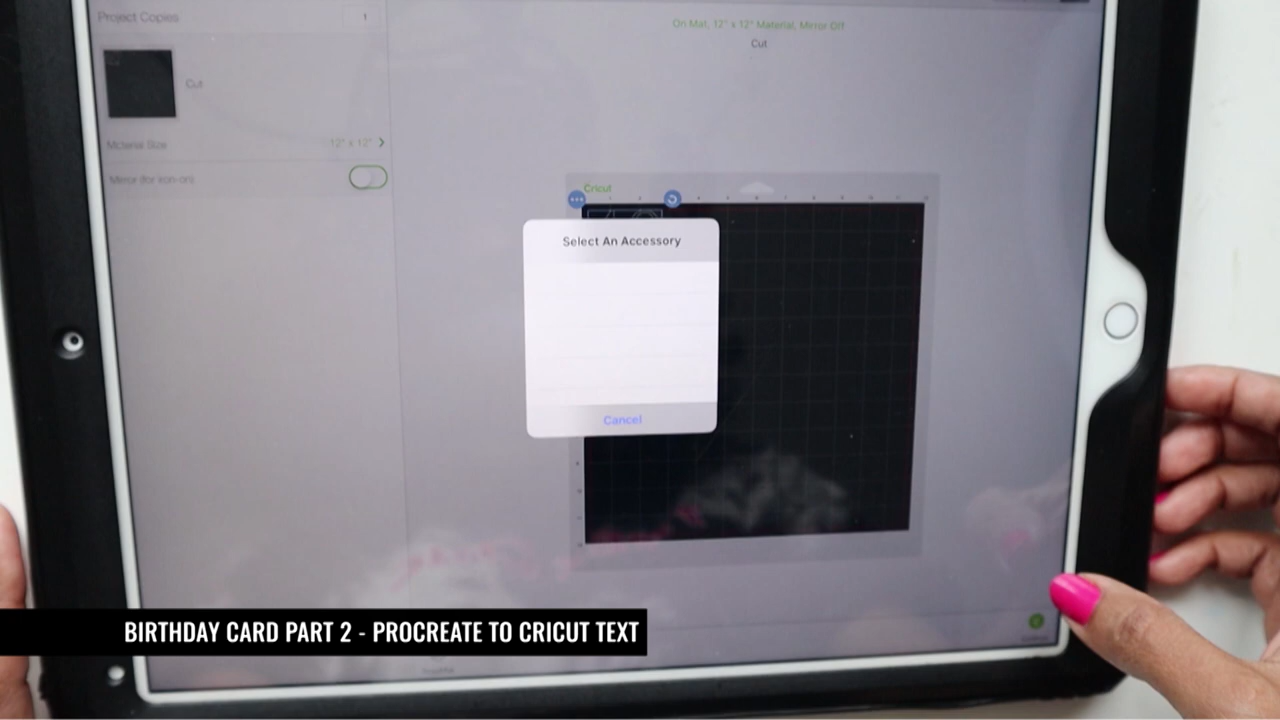 Project Copies 1
On Mat, 12" x 12" Material, Mirror Off
Cut
Cut
Material Size 12" x 12"
Mirror (for iron-on)
Cricut
Select An Accessory
Cancel
BIRTHDAY CARD PART 2 - PROCREATE TO CRICUT TEXT